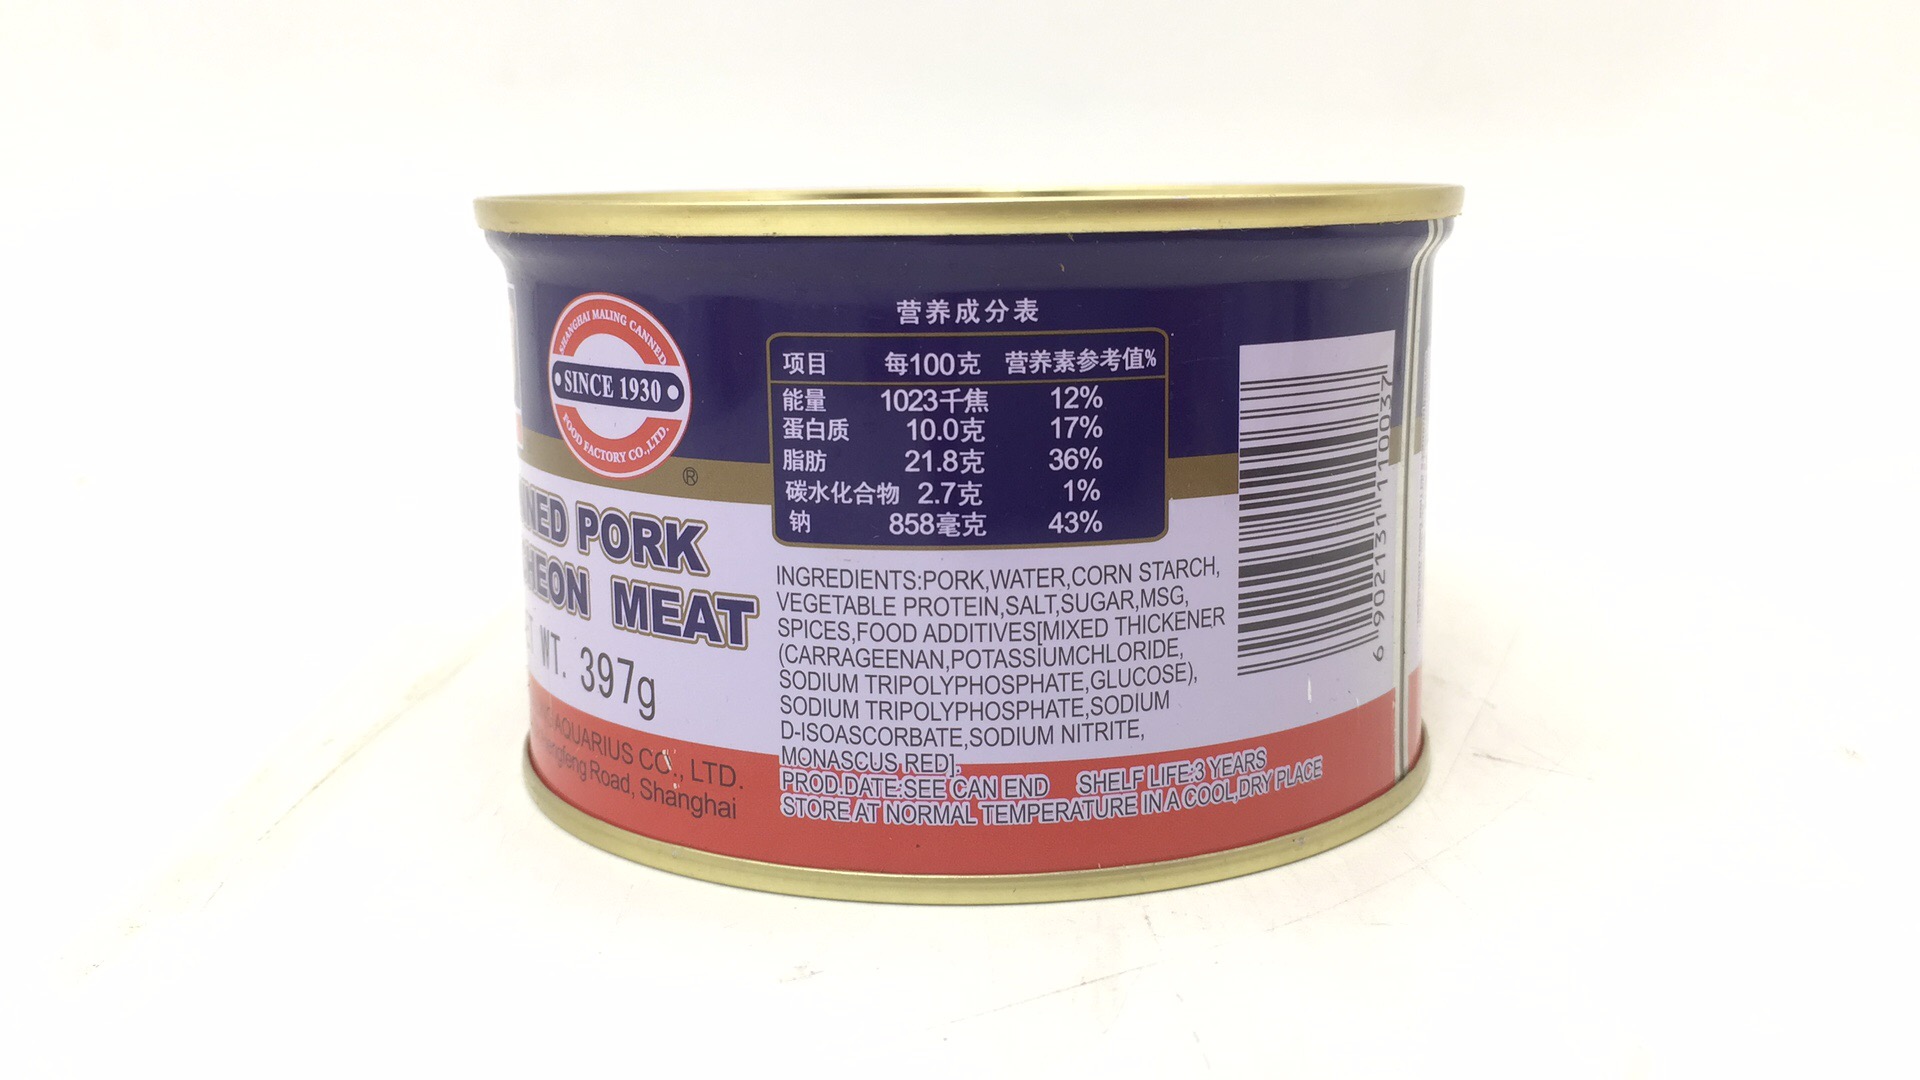 SHANGHAI MALING CANNED
SINCE 1930
FOOD FACTORY CO.,LTD.
®
PORK
MEAT
WT. 397g
AQUARIUS CO., LTD.
Road, Shanghai
营养成分表
项目 每100克 营养素参考值%
能量 1023千焦 12%
蛋白质 10.0克 17%
脂肪 21.8克 36%
碳水化合物 2.7克 1%
钠 858毫克 43%
INGREDIENTS:PORK,WATER,CORN STARCH,
VEGETABLE PROTEIN,SALT,SUGAR,MSG,
SPICES,FOOD ADDITIVES[MIXED THICKENER
(CARRAGEENAN,POTASSIUMCHLORIDE,
SODIUM TRIPOLYPHOSPHATE,GLUCOSE),
SODIUM TRIPOLYPHOSPHATE,SODIUM
D-ISOASCORBATE,SODIUM NITRITE,
MONASCUS RED].
PROD.DATE:SEE CAN END SHELF LIFE:3 YEARS
STORE AT NORMAL TEMPERATURE IN A COOL,DRY PLACE
6 902131 110037